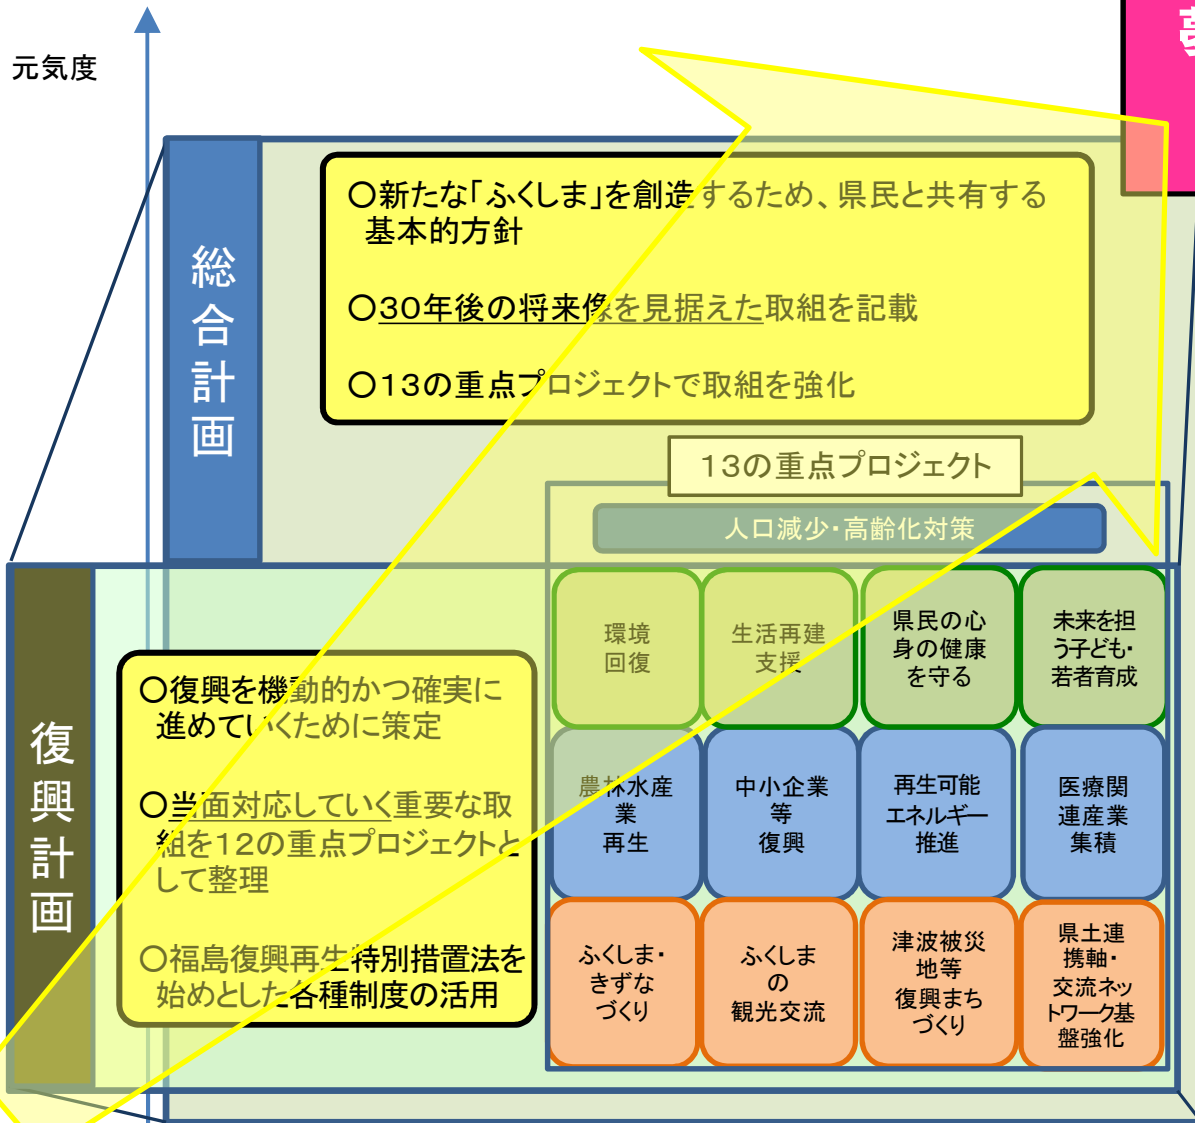 元気度
総合計画
○新たな「ふくしま」を創造するため、県民と共有する
基本的方針
○30年後の将来像を見据えた取組を記載
○13の重点プロジェクトで取組を強化
13の重点プロジェクト
人口減少・高齢化対策
復興計画
○復興を機動的かつ確実に
進めていくために策定
○当面対応していく重要な取
組を12の重点プロジェクトと
して整理
○福島復興再生特別措置法を
始めとした各種制度の活用
環境
回復
生活再建
支援
県民の心
身の健康
を守る
未来を担
う子ども・
若者育成
農林水産
業
再生
中小企業
等
復興
再生可能
エネルギー
推進
医療関
連産業
集積
ふくしま・
きずな
づくり
ふくしま
の
観光交流
津波被災
地等
復興まち
づくり
県土連
携軸・
交流ネッ
トワーク基
盤強化